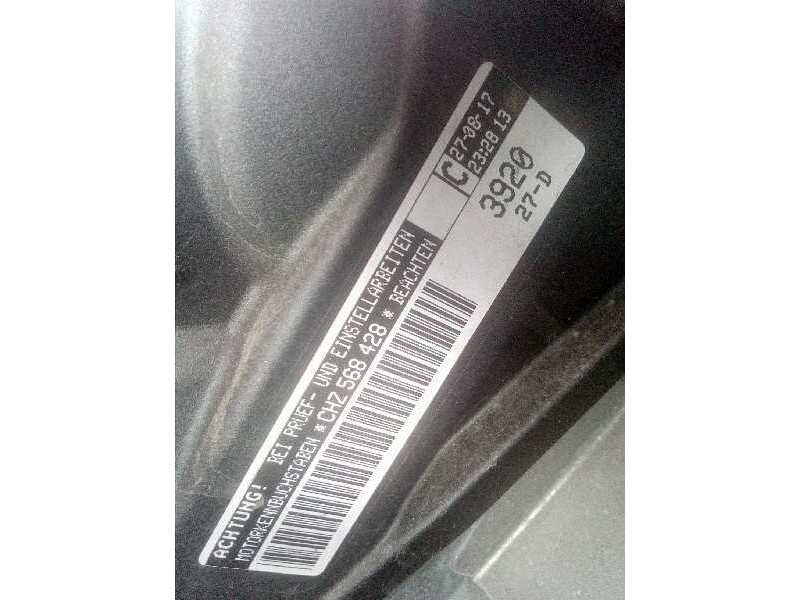 ACHTUNG! BEI PRUEF- UND EINSTELLARBEITEN
MOTORKENNBUCHSTABEN *CHZ 568 428 * BEACHTEN
C 27-08-17
23:28 13
3920
27-D